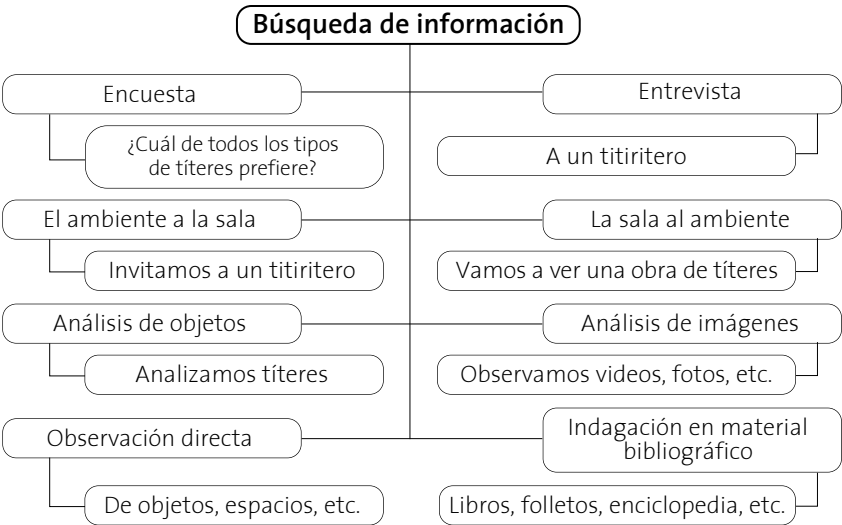 Búsqueda de información
Encuesta
Entrevista
¿Cuál de todos los tipos
de títeres prefiere?
A un titiritero
El ambiente a la sala
La sala al ambiente
Invitamos a un titiritero
Vamos a ver una obra de títeres
Análisis de objetos
Análisis de imágenes
Analizamos títeres
Observamos videos, fotos, etc.
Observación directa
Indagación en material
bibliográfico
De objetos, espacios, etc.
Libros, folletos, enciclopedia, etc.